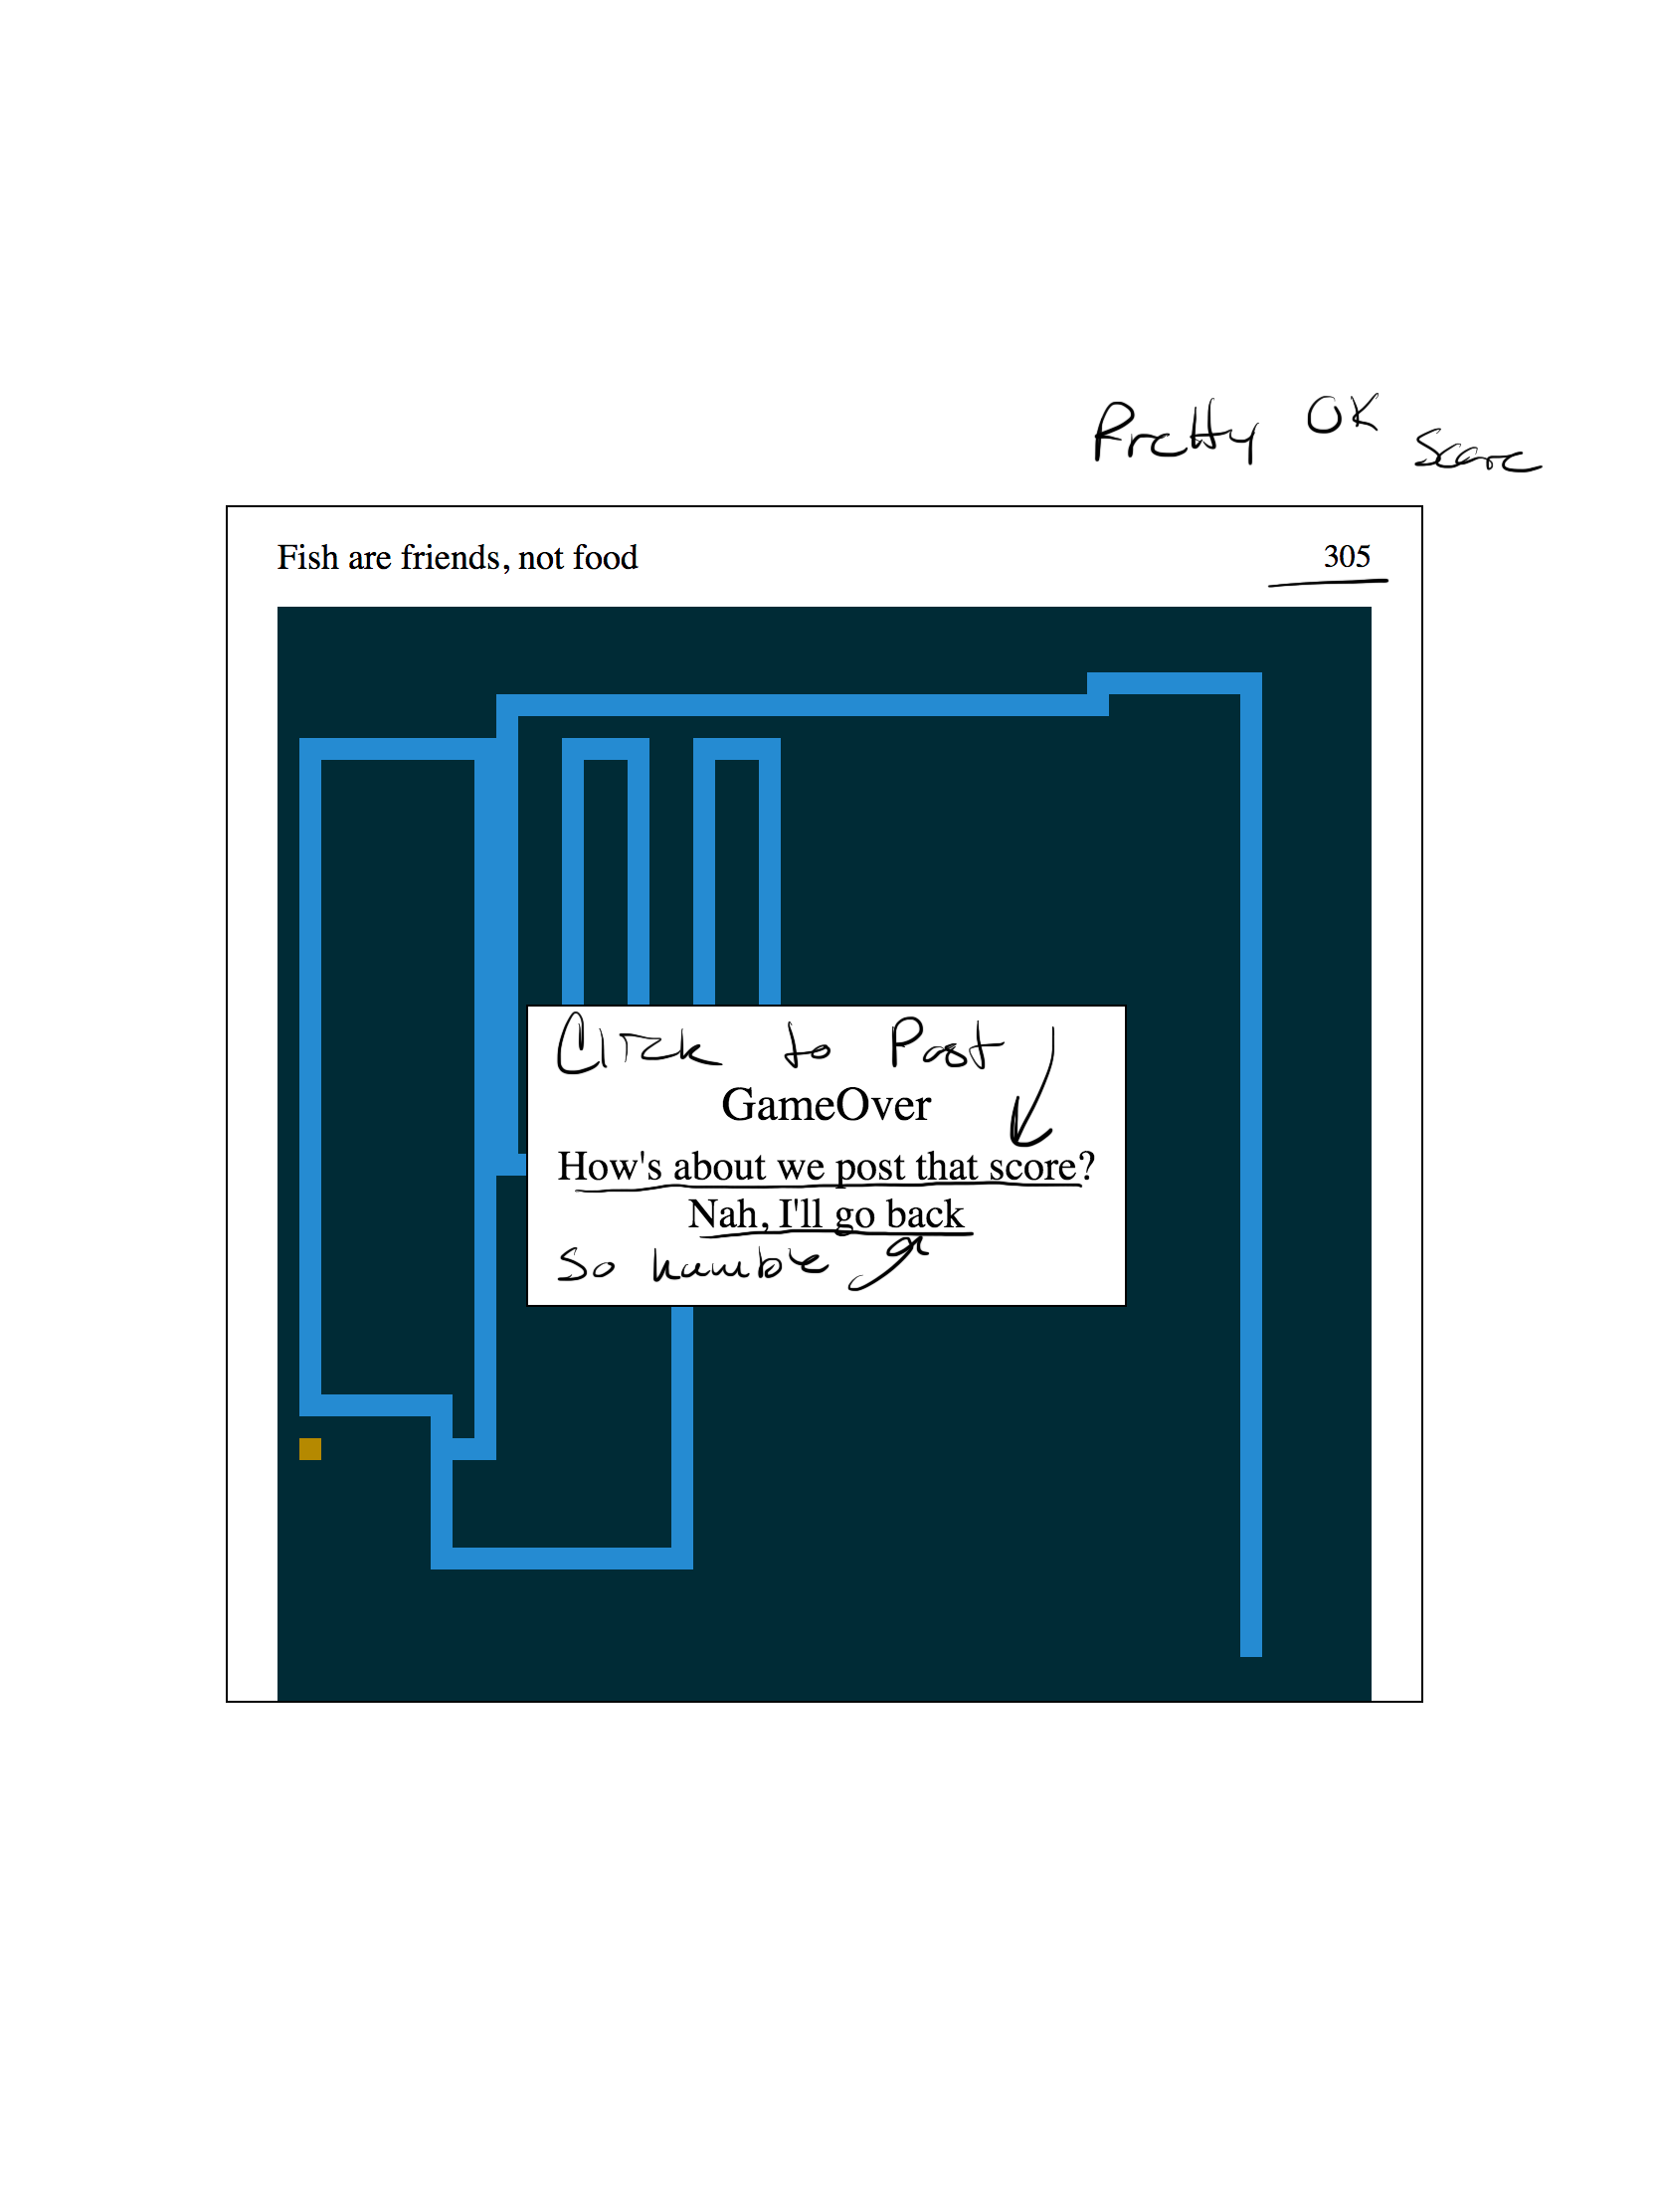 Pretty OK Score
Fish are friends, not food
305
Click to Post
GameOver
How's about we post that score?
Nah, I'll go back
So humble